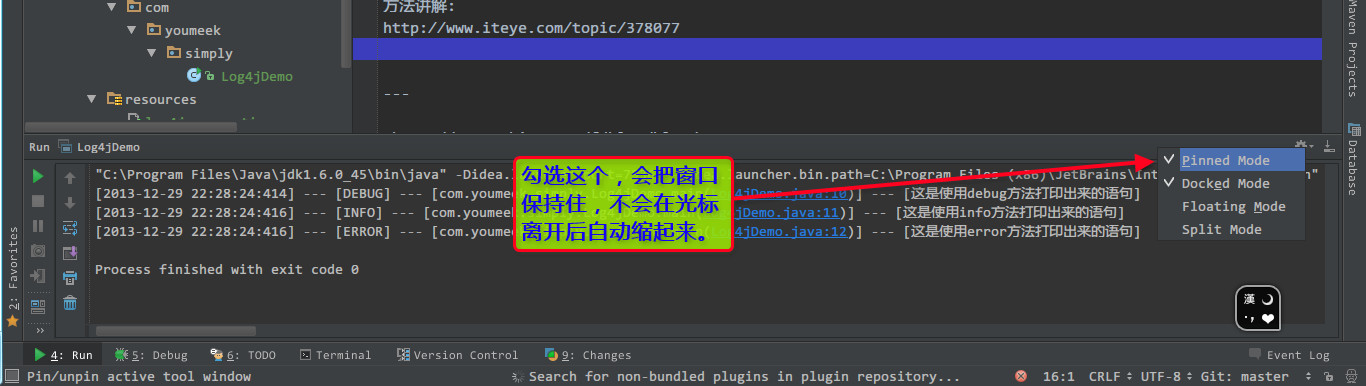 com
方法讲解:
youmeek
http://www.iteye.com/topic/378077
simply
Log4jDemo
---
resources
Maven Projects
Database
Run Log4jDemo
"C:\Program Files\Java\jdk1.6.0_45\bin\java" -Didea.
auncher.bin.path=C:\Program Files (x86)\JetBrains\Int
[2013-12-29 22:28:24:414] --- [DEBUG] --- [com.youmee
4jDemo.java:10)] --- [这是使用debug方法打印出来的语句]
[2013-12-29 22:28:24:416] --- [INFO] --- [com.youmeek
gjDemo.java:11)] --- [这是使用info方法打印出来的语句]
[2013-12-29 22:28:24:416] --- [ERROR] --- [com.youmee
4jDemo.java:12)] --- [这是使用error方法打印出来的语句]
Process finished with exit code 0
勾选这个，会把窗口
保持住，不会在光标
离开后自动缩起来。
Pinned Mode
Docked Mode
Floating Mode
Split Mode
2: Favorites
漢
4: Run 5: Debug 6: TODO Terminal Version Control 9: Changes Event Log
Pin/unpin active tool window Search for non-bundled plugins in plugin repository... 16:1 CRLF UTF-8 Git: master